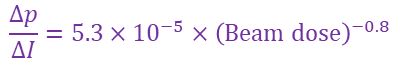 Δp/ΔI = 5.3 × 10⁻⁵ × (Beam dose)⁻⁰·⁸